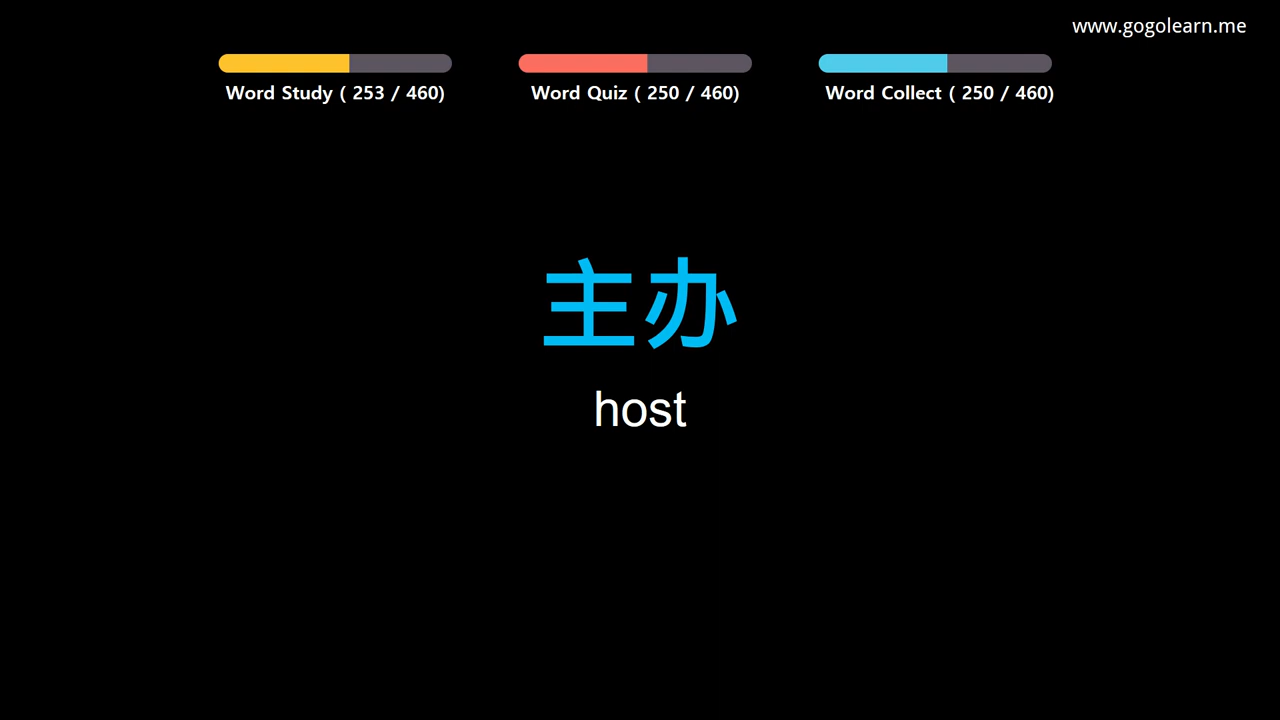 www.gogolearn.me
Word Study ( 253 / 460)
Word Quiz ( 250 / 460)
Word Collect ( 250 / 460)
主办
host